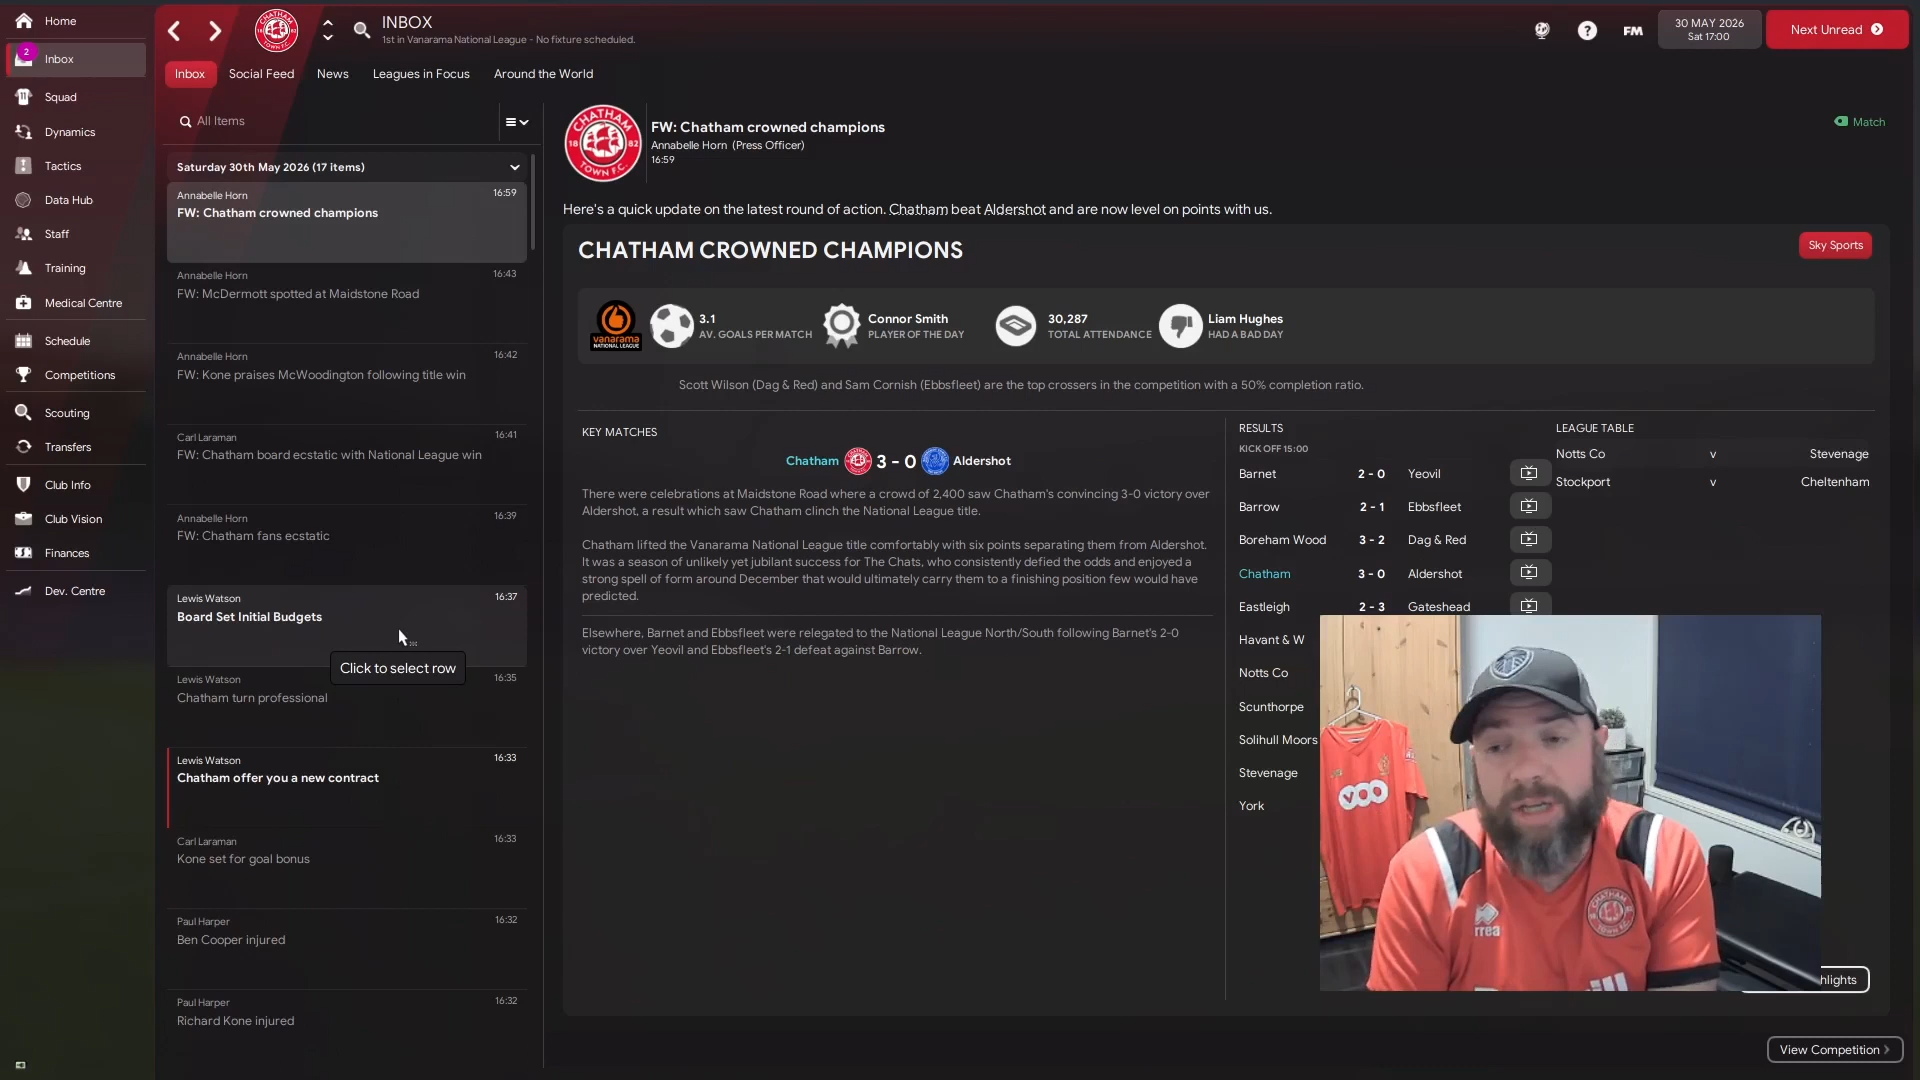 Home
2
Inbox
Squad
Dynamics
Tactics
Data Hub
Staff
Training
Medical Centre
Schedule
Competitions
Scouting
Transfers
Club Info
Club Vision
Finances
Dev. Centre
INBOX
1st in Vanarama National League - No fixture scheduled.
?
FM
30 MAY 2026
Sat 17:00
Next Unread
Inbox
Social Feed
News
Leagues in Focus
Around the World
All Items
Saturday 30th May 2026 (17 items)
Annabelle Horn
16:59
FW: Chatham crowned champions
Annabelle Horn
16:43
FW: McDermott spotted at Maidstone Road
Annabelle Horn
16:42
FW: Kone praises McWoodington following title win
Carl Laraman
16:41
FW: Chatham board ecstatic with National League win
Annabelle Horn
16:39
FW: Chatham fans ecstatic
Lewis Watson
16:37
Board Set Initial Budgets
Click to select row
Lewis Watson
16:35
Chatham turn professional
Lewis Watson
16:33
Chatham offer you a new contract
Carl Laraman
16:33
Kone set for goal bonus
Paul Harper
16:32
Ben Cooper injured
Paul Harper
16:32
Richard Kone injured
CHATHAM
18 82
TOWN F.C.
FW: Chatham crowned champions
Annabelle Horn (Press Officer)
16:59
Match
Here's a quick update on the latest round of action. Chatham beat Aldershot and are now level on points with us.
CHATHAM CROWNED CHAMPIONS
Sky Sports
vanarama
NATIONAL LEAGUE
3.1
AV. GOALS PER MATCH
Connor Smith
PLAYER OF THE DAY
30,287
TOTAL ATTENDANCE
Liam Hughes
HAD A BAD DAY
Scott Wilson (Dag & Red) and Sam Cornish (Ebbsfleet) are the top crossers in the competition with a 50% completion ratio.
KEY MATCHES
Chatham 3 - 0 Aldershot
There were celebrations at Maidstone Road where a crowd of 2,400 saw Chatham's convincing 3-0 victory over
Aldershot, a result which saw Chatham clinch the National League title.
Chatham lifted the Vanarama National League title comfortably with six points separating them from Aldershot.
It was a season of unlikely yet jubilant success for The Chats, who consistently defied the odds and enjoyed a
strong spell of form around December that would ultimately carry them to a finishing position few would have
predicted.
Elsewhere, Barnet and Ebbsfleet were relegated to the National League North/South following Barnet's 2-0
victory over Yeovil and Ebbsfleet's 2-1 defeat against Barrow.
RESULTS
KICK OFF 15:00
Barnet 2 - 0 Yeovil
Barrow 2 - 1 Ebbsfleet
Boreham Wood 3 - 2 Dag & Red
Chatham 3 - 0 Aldershot
Eastleigh 2 - 3 Gateshead
Havant & W
Notts Co
Scunthorpe
Solihull Moors
Stevenage
York
LEAGUE TABLE
Notts Co v Stevenage
Stockport v Cheltenham
VOO
rrea
hlights
View Competition